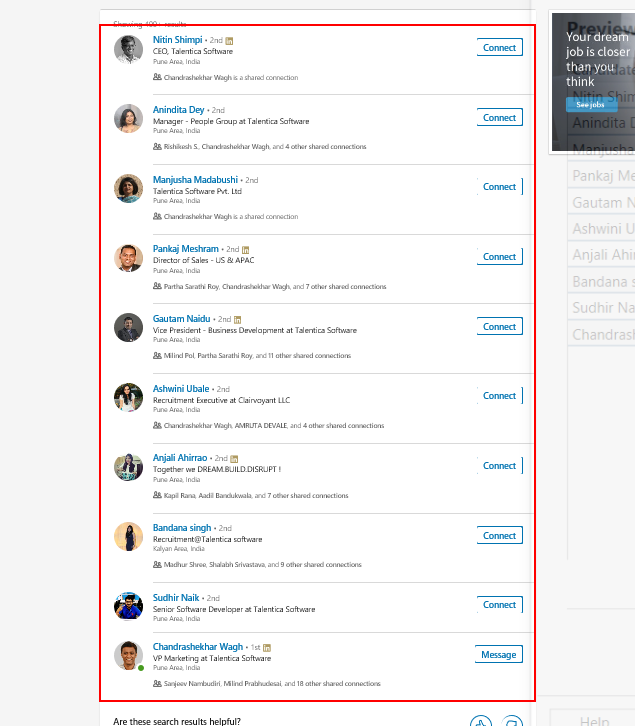 Showing 100+ results
Nitin Shimpi • 2nd in
CEO, Talentica Software
Pune Area, India
Chandrashekhar Wagh is a shared connection
Connect
Anindita Dey • 2nd
Manager - People Group at Talentica Software
Pune Area, India
Rishikesh S., Chandrashekhar Wagh, and 4 other shared connections
Connect
Manjusha Madabushi • 2nd
Talentica Software Pvt. Ltd
Pune Area, India
Chandrashekhar Wagh is a shared connection
Connect
Pankaj Meshram • 2nd in
Director of Sales - US & APAC
Pune Area, India
Partha Sarathi Roy, Chandrashekhar Wagh, and 7 other shared connections
Connect
Gautam Naidu • 2nd in
Vice President - Business Development at Talentica Software
Pune Area, India
Milind Pol, Partha Sarathi Roy, and 11 other shared connections
Connect
Ashwini Ubale • 2nd
Recruitment Executive at Clairvoyant LLC
Pune Area, India
Chandrashekhar Wagh, AMRUTA DEVALE, and 4 other shared connections
Connect
Anjali Ahirrao • 2nd in
Together we DREAM.BUILD.DISRUPT !
Pune Area, India
Kapil Rana, Aadil Bandukwala, and 7 other shared connections
Connect
Bandana singh • 2nd
Recruitment@Talentica software
Kalyan Area, India
Madhur Shree, Shalabh Srivastava, and 9 other shared connections
Connect
Sudhir Naik • 2nd
Senior Software Developer at Talentica Software
Pune Area, India
Connect
Chandrashekhar Wagh • 1st in
VP Marketing at Talentica Software
Pune Area, India
Sanjeev Nambudiri, Milind Prabhudesai, and 18 other shared connections
Message
Are these search results helpful?
Preview
Your dream
job is closer
than you
think
See jobs
Nitin Shim
Anindita D
Manjusha
Pankaj Me
Gautam N
Ashwini U
Anjali Ahir
Bandana s
Sudhir Na
Chandrash
Help